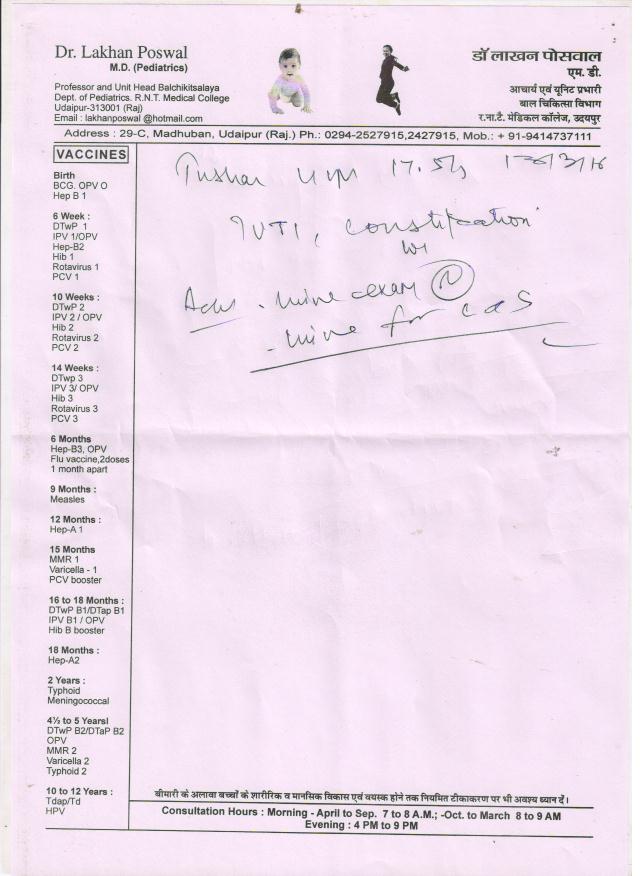 Dr. Lakhan Poswal
M.D. (Pediatrics)
Professor and Unit Head Balchikitsalaya
Dept. of Pediatrics. R.N.T. Medical College
Udaipur-313001 (Raj)
Email : lakhanposwal @hotmail.com
डॉ लाखन पोसवाल
एम. डी.
आचार्य एवं यूनिट प्रभारी
बाल चिकित्सा विभाग
र.ना.टै. मेडिकल कॉलेज, उदयपुर
Address : 29-C, Madhuban, Udaipur (Raj.) Ph.: 0294-2527915,2427915, Mob.: + 91-9414737111
VACCINES
Birth
BCG. OPV O
Hep B 1
6 Week :
DTwP 1
IPV 1/OPV
Hep-B2
Hib 1
Rotavirus 1
PCV 1
10 Weeks :
DTwP 2
IPV 2 / OPV
Hib 2
Rotavirus 2
PCV 2
14 Weeks :
DTwp 3
IPV 3/ OPV
Hib 3
Rotavirus 3
PCV 3
6 Months
Hep-B3, OPV
Flu vaccine,2doses
1 month apart
9 Months :
Measles
12 Months :
Hep-A 1
15 Months
MMR 1
Varicella - 1
PCV booster
16 to 18 Months :
DTwP B1/DTap B1
IPV B1 / OPV
Hib B booster
18 Months :
Hep-A2
2 Years :
Typhoid
Meningococcal
4½ to 5 Yearsl
DTwP B2/DTaP B2
OPV
MMR 2
Varicella 2
Typhoid 2
10 to 12 Years :
Tdap/Td
HPV
Tushar 4 yr 17.5
?UTI, constipation
Adv - urine exam
- urine for c & S
बीमारी के अलावा बच्चों के शारीरिक व मानसिक विकास एवं वयस्क होने तक नियमित टीकाकरण पर भी अवश्य ध्यान दें।
Consultation Hours : Morning - April to Sep. 7 to 8 A.M.; -Oct. to March 8 to 9 AM
Evening : 4 PM to 9 PM